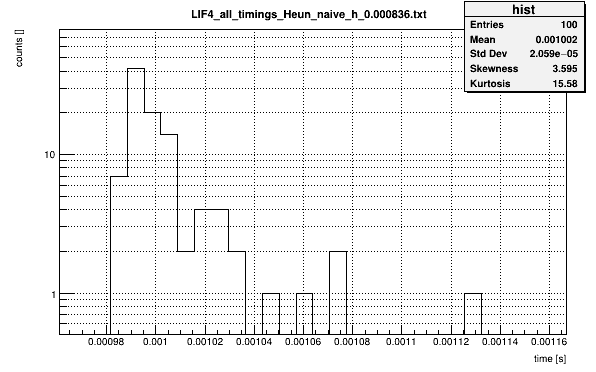 LIF4_all_timings_Heun_naive_h_0.000836.txt
hist
Entries 100
Mean 0.001002
Std Dev 2.059e−05
Skewness 3.595
Kurtosis 15.58
counts []
10
1
0.00098 0.001 0.00102 0.00104 0.00106 0.00108 0.0011 0.00112 0.00114 0.00116
time [s]